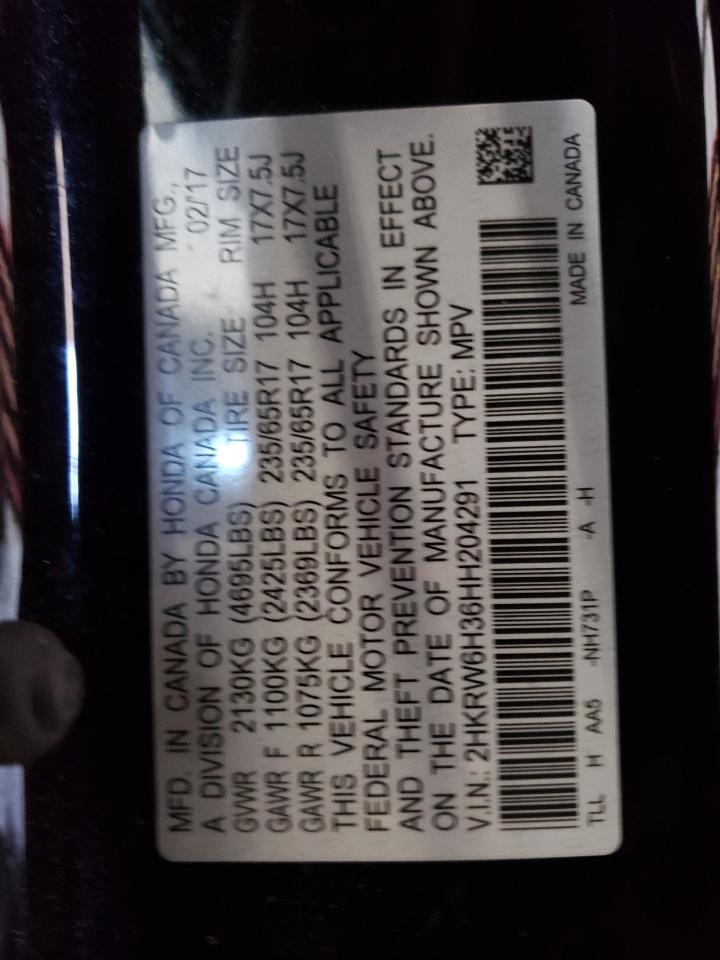 MFD. IN CANADA BY HONDA OF CANADA MFG.,
A DIVISION OF HONDA CANADA INC. 02/17
GVWR 2130KG (4695LBS) TIRE SIZE RIM SIZE
GAWR F 1100KG (2425LBS) 235/65R17 104H 17X7.5J
GAWR R 1075KG (2369LBS) 235/65R17 104H 17X7.5J
THIS VEHICLE CONFORMS TO ALL APPLICABLE
FEDERAL MOTOR VEHICLE SAFETY
AND THEFT PREVENTION STANDARDS IN EFFECT
ON THE DATE OF MANUFACTURE SHOWN ABOVE.
V.I.N.: 2HKRW6H36HH204291 TYPE: MPV
TLL H AA5 -NH731P -A -H MADE IN CANADA